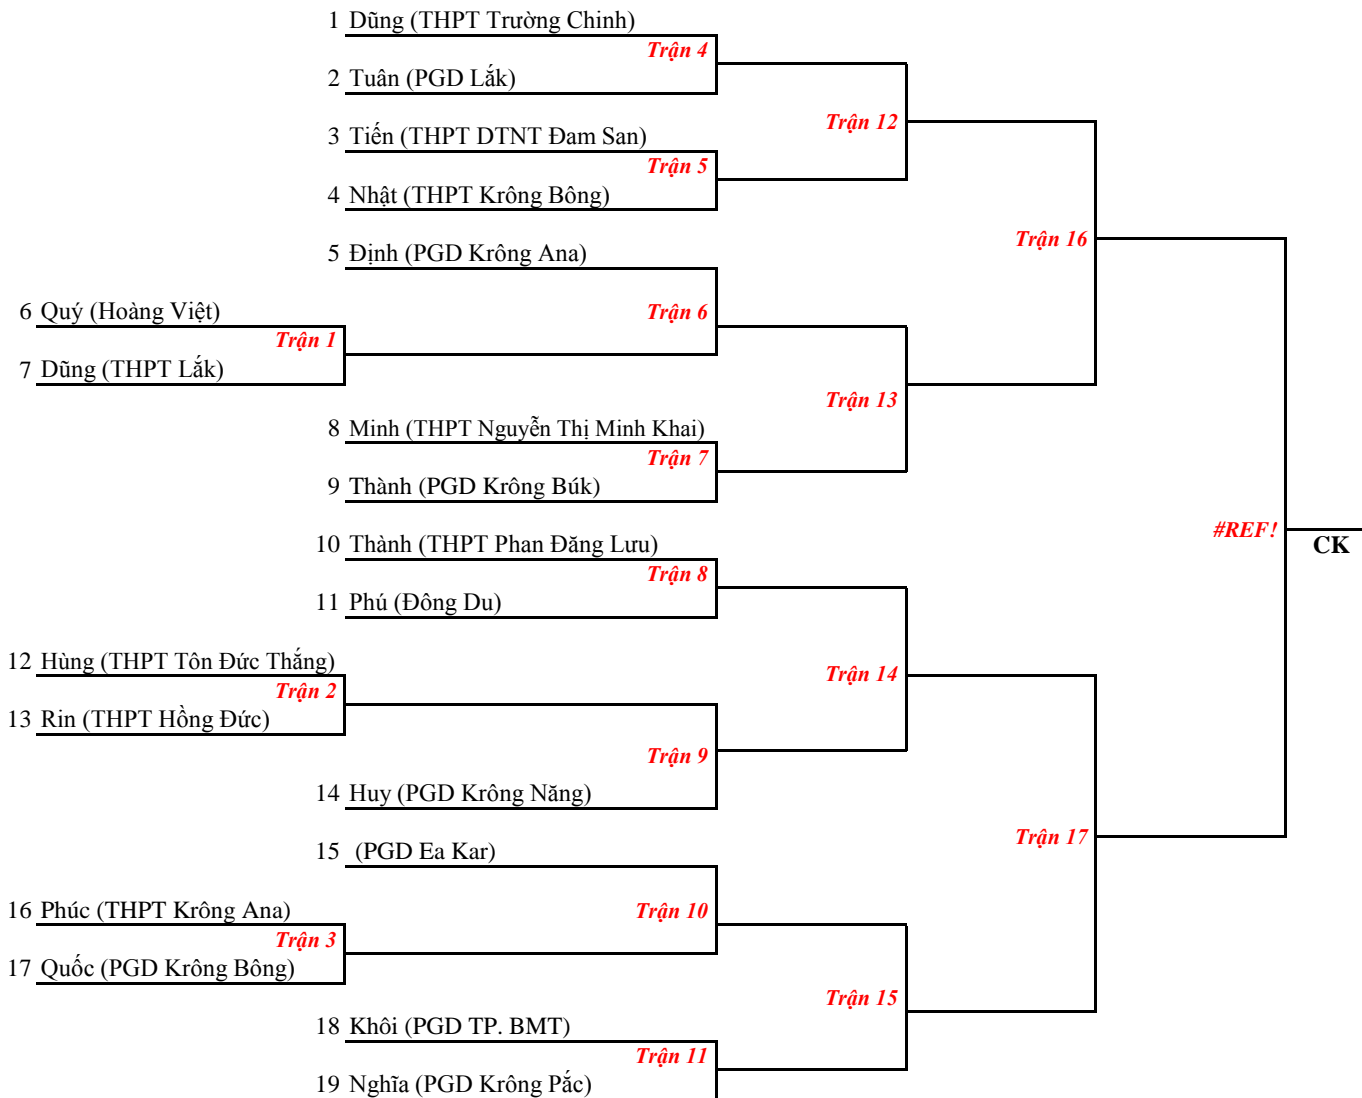 1 Dũng (THPT Trường Chinh)
Trận 4
2 Tuân (PGD Lắk)
Trận 12
3 Tiến (THPT DTNT Đam San)
Trận 5
4 Nhật (THPT Krông Bông)
Trận 16
5 Định (PGD Krông Ana)
6 Quý (Hoàng Việt)
Trận 6
Trận 1
7 Dũng (THPT Lắk)
Trận 13
8 Minh (THPT Nguyễn Thị Minh Khai)
Trận 7
9 Thành (PGD Krông Búk)
#REF!
CK
10 Thành (THPT Phan Đăng Lưu)
Trận 8
11 Phú (Đông Du)
12 Hùng (THPT Tôn Đức Thắng)
Trận 14
Trận 2
13 Rin (THPT Hồng Đức)
Trận 9
14 Huy (PGD Krông Năng)
Trận 17
15 (PGD Ea Kar)
16 Phúc (THPT Krông Ana)
Trận 10
Trận 3
17 Quốc (PGD Krông Bông)
Trận 15
18 Khôi (PGD TP. BMT)
Trận 11
19 Nghĩa (PGD Krông Pắc)